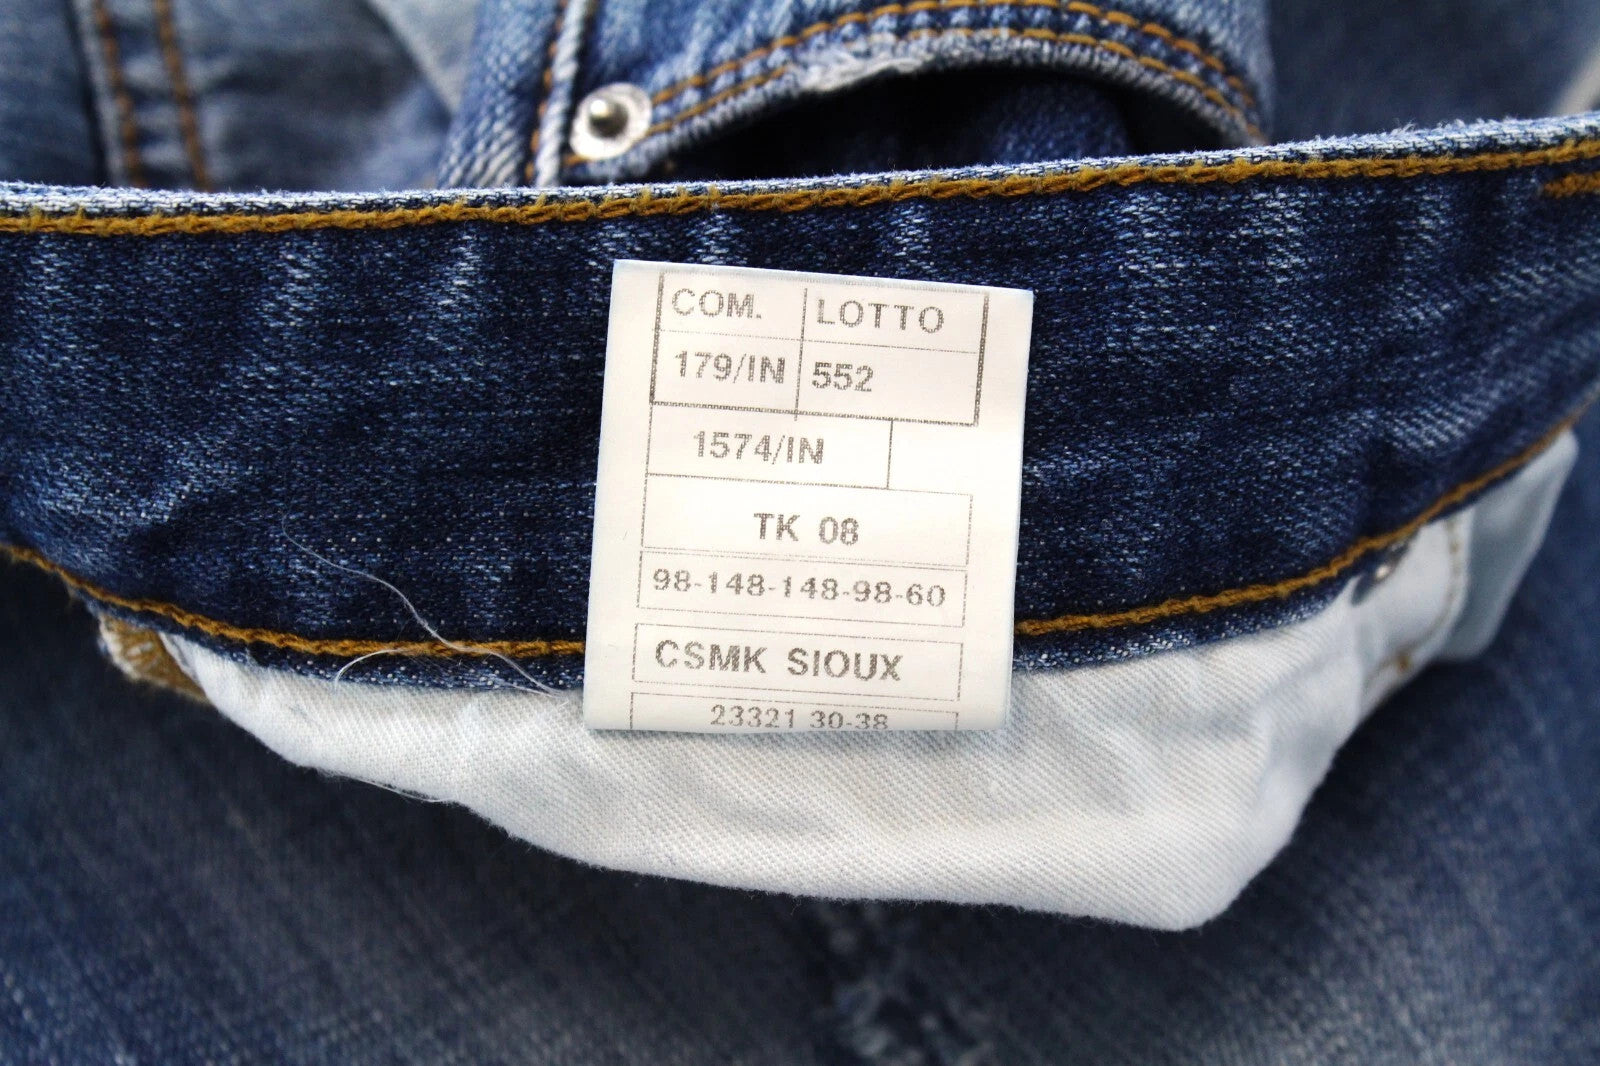 COM. LOTTO
179/IN 552
1574/IN
TK 08
98-148-148-98-60
CSMK SIOUX
23321 30-38